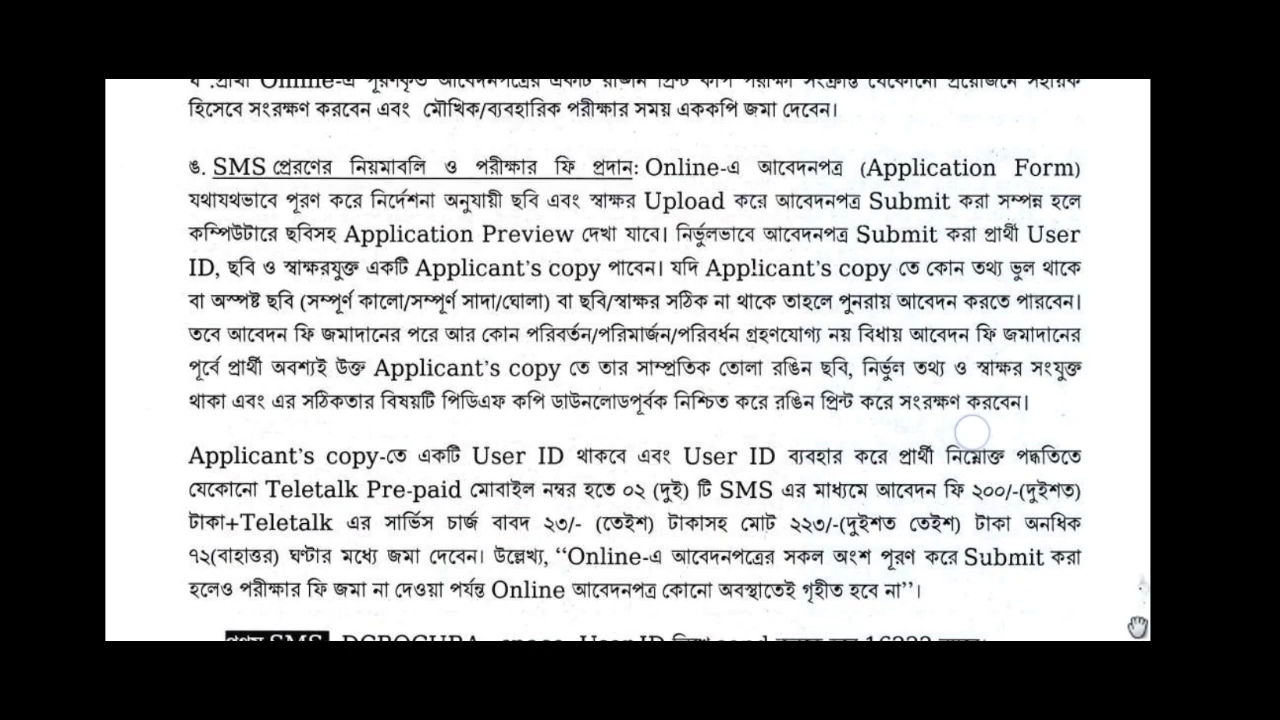 হিসেবে সংরক্ষণ করবেন এবং মৌখিক/ব্যবহারিক পরীক্ষার সময় এককপি জমা দেবেন।
ঙ. SMS প্রেরণের নিয়মাবলি ও পরীক্ষার ফি প্রদান: Online-এ আবেদনপত্র (Application Form)
যথাযথভাবে পূরণ করে নির্দেশনা অনুযায়ী ছবি এবং স্বাক্ষর Upload করে আবেদনপত্র Submit করা সম্পন্ন হলে
কম্পিউটারে ছবিসহ Application Preview দেখা যাবে। নির্ভুলভাবে আবেদনপত্র Submit করা প্রার্থী User
ID, ছবি ও স্বাক্ষরযুক্ত একটি Applicant's copy পাবেন। যদি Applicant's copy তে কোন তথ্য ভুল থাকে
বা অস্পষ্ট ছবি (সম্পূর্ণ কালো/সম্পূর্ণ সাদা/ঘোলা) বা ছবি/স্বাক্ষর সঠিক না থাকে তাহলে পুনরায় আবেদন করতে পারবেন।
তবে আবেদন ফি জমাদানের পরে আর কোন পরিবর্তন/পরিমার্জন/পরিবর্ধন গ্রহণযোগ্য নয় বিধায় আবেদন ফি জমাদানের
পূর্বে প্রার্থী অবশ্যই উক্ত Applicant's copy তে তার সাম্প্রতিক তোলা রঙিন ছবি, নির্ভুল তথ্য ও স্বাক্ষর সংযুক্ত
থাকা এবং এর সঠিকতার বিষয়টি পিডিএফ কপি ডাউনলোডপূর্বক নিশ্চিত করে রঙিন প্রিন্ট করে সংরক্ষণ করবেন।
Applicant's copy-তে একটি User ID থাকবে এবং User ID ব্যবহার করে প্রার্থী নিম্নোক্ত পদ্ধতিতে
যেকোনো Teletalk Pre-paid মোবাইল নম্বর হতে ০২ (দুই) টি SMS এর মাধ্যমে আবেদন ফি ২০০/-(দুইশত)
টাকা+Teletalk এর সার্ভিস চার্জ বাবদ ২৩/- (তেইশ) টাকাসহ মোট ২২৩/-(দুইশত তেইশ) টাকা অনধিক
৭২(বাহাত্তর) ঘণ্টার মধ্যে জমা দেবেন। উল্লেখ্য, “Online-এ আবেদনপত্রের সকল অংশ পূরণ করে Submit করা
হলেও পরীক্ষার ফি জমা না দেওয়া পর্যন্ত Online আবেদনপত্র কোনো অবস্থাতেই গৃহীত হবে না”।